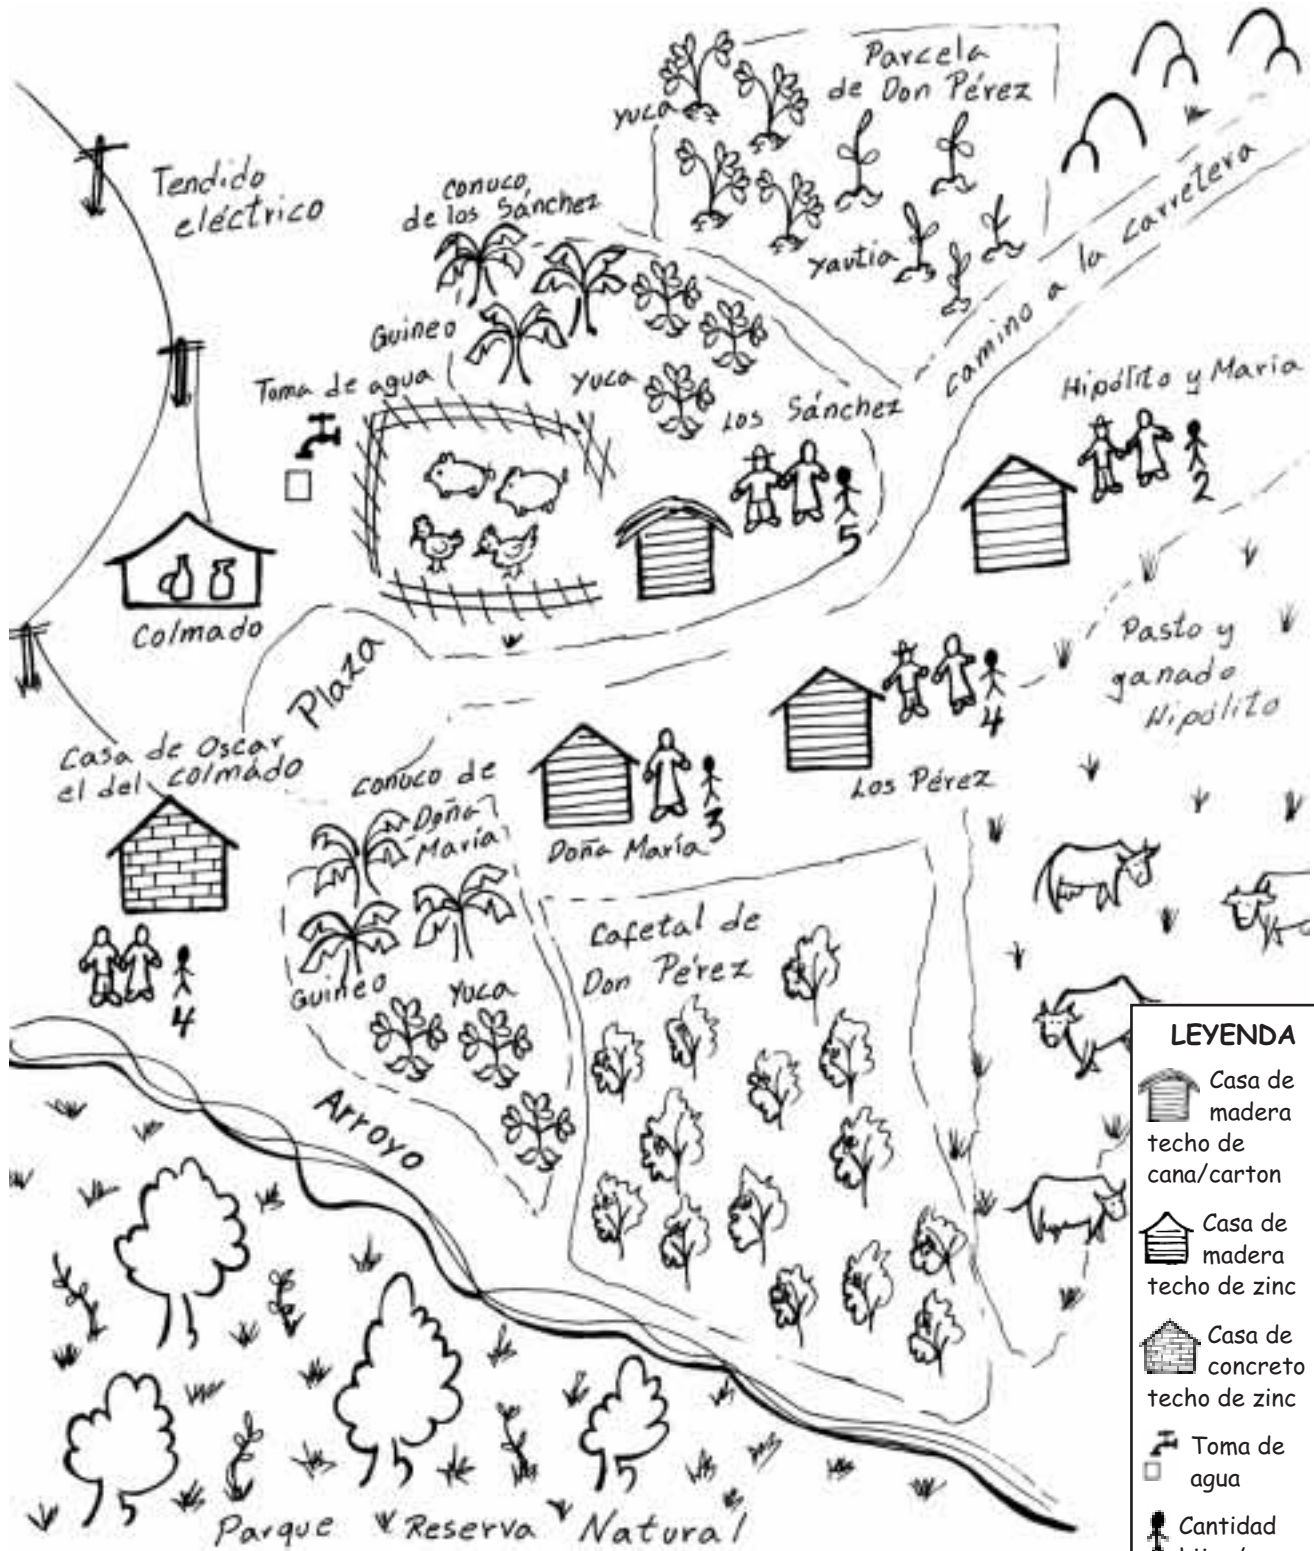 Parcela
de Don Pérez
Yuca
Yautia
camino a la carretera
Tendido
eléctrico
Conuco
de los Sánchez
Guineo
Yuca
Toma de agua
Los Sánchez
5
Hipólito y Maria
2
Colmado
Plaza
Pasto y
ganado
Hipólito
Los Pérez
4
Casa de Oscar
el del colmado
4
Conuco de
Doña
María
Guineo
Yuca
Doña María
3
Cafetal de
Don Pérez
Arroyo
Parque Reserva Natural
LEYENDA
Casa de
madera
techo de
cana/carton
Casa de
madera
techo de zinc
Casa de
concreto
techo de zinc
Toma de
agua
Cantidad